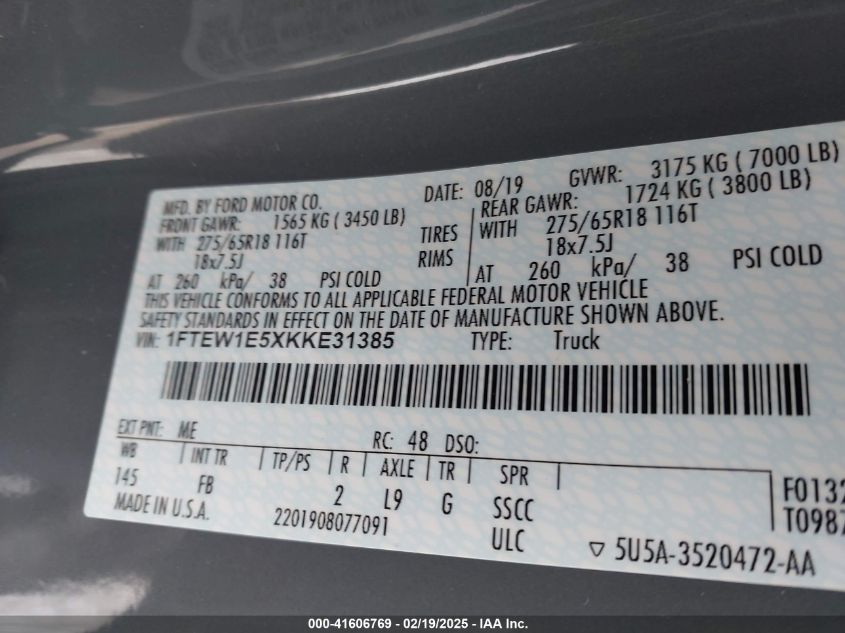 MFD. BY FORD MOTOR CO. DATE: 08/19 GVWR: 3175 KG ( 7000 LB)
FRONT GAWR: 1565 KG ( 3450 LB) REAR GAWR: 1724 KG ( 3800 LB)
WITH 275/65R18 116T TIRES WITH 275/65R18 116T
18x7.5J RIMS 18x7.5J
AT 260 kPa/ 38 PSI COLD AT 260 kPa/ 38 PSI COLD
THIS VEHICLE CONFORMS TO ALL APPLICABLE FEDERAL MOTOR VEHICLE
SAFETY STANDARDS IN EFFECT ON THE DATE OF MANUFACTURE SHOWN ABOVE.
VIN: 1FTEW1E5XKKE31385 TYPE: Truck
EXT PNT: ME RC: 48 DSO:
WB INT TR TP/PS R AXLE TR SPR
145 FB 2 L9 G SSCC
F0132
T0987
MADE IN U.S.A. 2201908077091 ULC ▽ 5U5A-3520472-AA
000-41606769 - 02/19/2025 - IAA Inc.